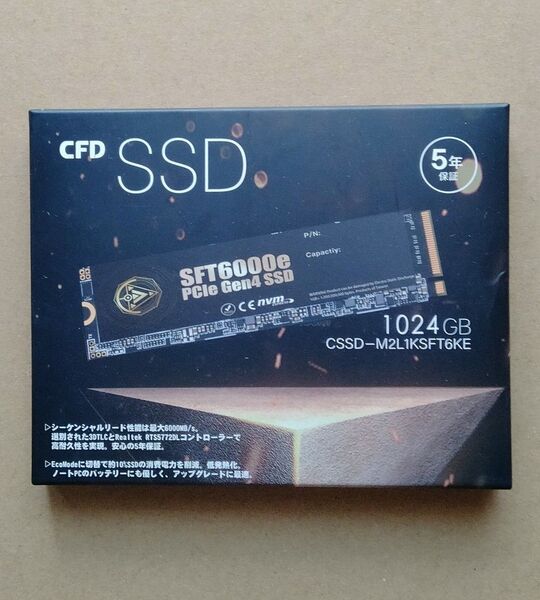 CFD SSD
5年
保証
P/N:
Capactiy:
SFT6000e
PCIe Gen4 SSD
CE nvm
1024GB
CSSD-M2L1KSFT6KE
▷シーケンシャルリード性能は最大6000MB/s。
選別された3DTLCとRealtek RTS5772DLコントローラーで
高耐久性を実現。安心の5年保証。
▷EcoModeに切替で約10%SSDの消費電力を削減。低発熱化。
ノートPCのバッテリーにも優しく、アップグレードに最適。